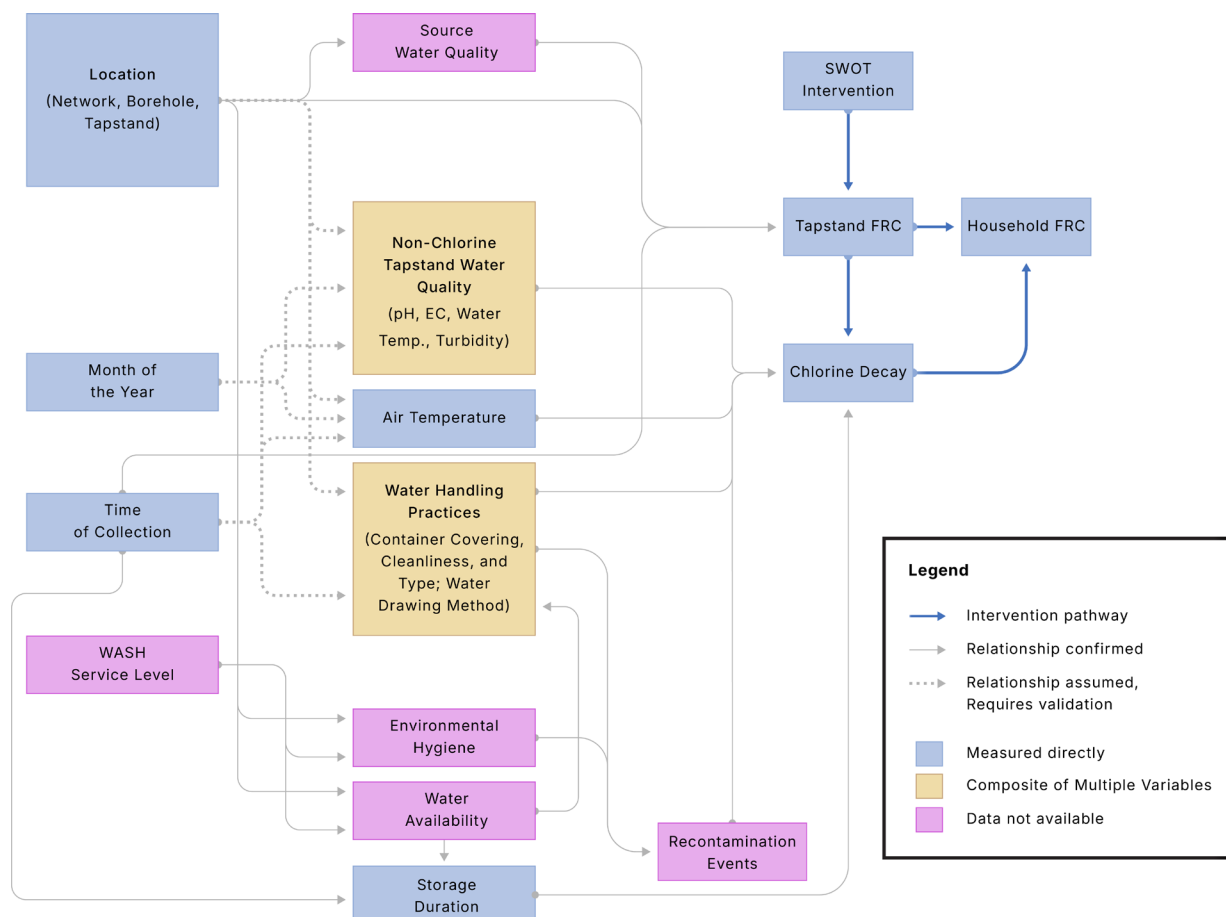 Location
(Network, Borehole,
Tapstand)
Source
Water Quality
SWOT
Intervention
Non-Chlorine
Tapstand Water
Quality
(pH, EC, Water
Temp., Turbidity)
Tapstand FRC
Household FRC
Month of
the Year
Air Temperature
Chlorine Decay
Time
of Collection
Water Handling
Practices
(Container Covering,
Cleanliness, and
Type; Water
Drawing Method)
WASH
Service Level
Environmental
Hygiene
Water
Availability
Recontamination
Events
Storage
Duration
Legend
Intervention pathway
Relationship confirmed
Relationship assumed,
Requires validation
Measured directly
Composite of Multiple Variables
Data not available